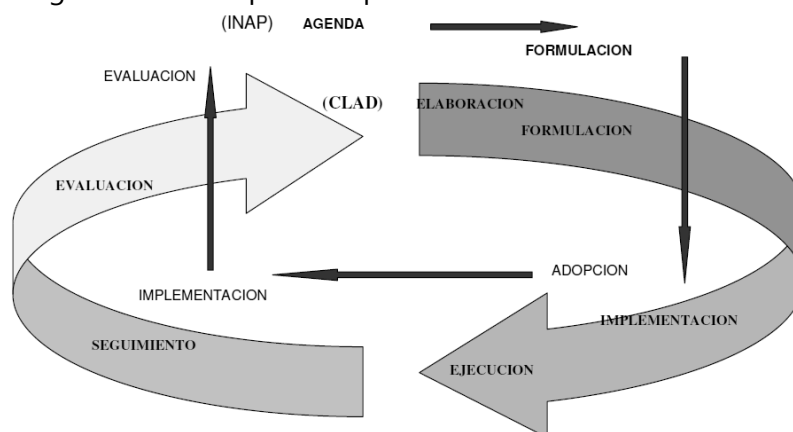 (INAP) AGENDA
FORMULACION
EVALUACION
(CLAD)
ELABORACION
FORMULACION
EVALUACION
ADOPCION
IMPLEMENTACION
IMPLEMENTACION
SEGUIMIENTO
EJECUCION